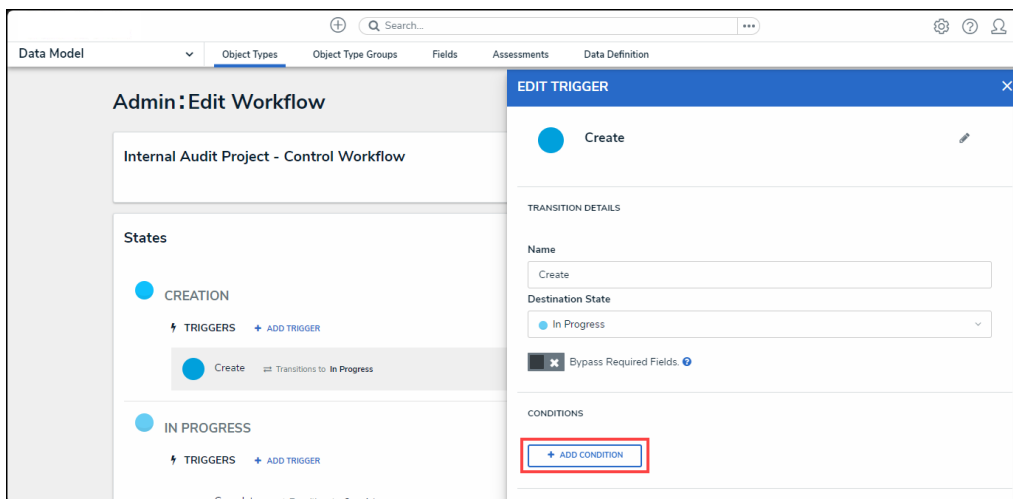 Search...
Data Model
Object Types
Object Type Groups
Fields
Assessments
Data Definition
Admin:Edit Workflow
Internal Audit Project - Control Workflow
States
CREATION
TRIGGERS + ADD TRIGGER
Create Transitions to In Progress
IN PROGRESS
TRIGGERS + ADD TRIGGER
EDIT TRIGGER
Create
TRANSITION DETAILS
Name
Create
Destination State
In Progress
Bypass Required Fields.
CONDITIONS
+ ADD CONDITION